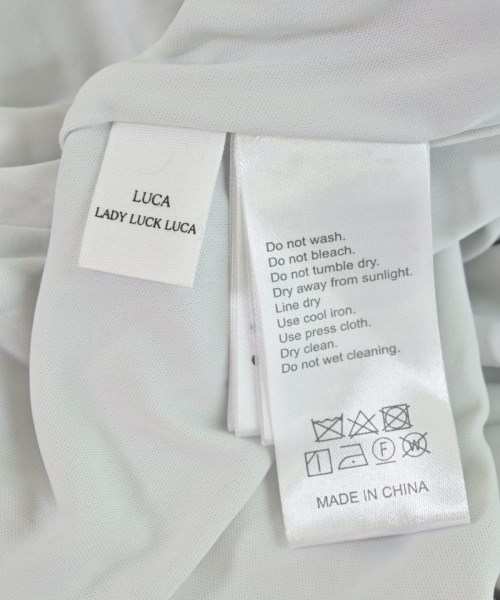 LUCA
LADY LUCK LUCA
Do not wash.
Do not bleach.
Do not tumble dry.
Dry away from sunlight.
Line dry
Use cool iron.
Use press cloth.
Dry clean.
Do not wet cleaning.
F W
MADE IN CHINA